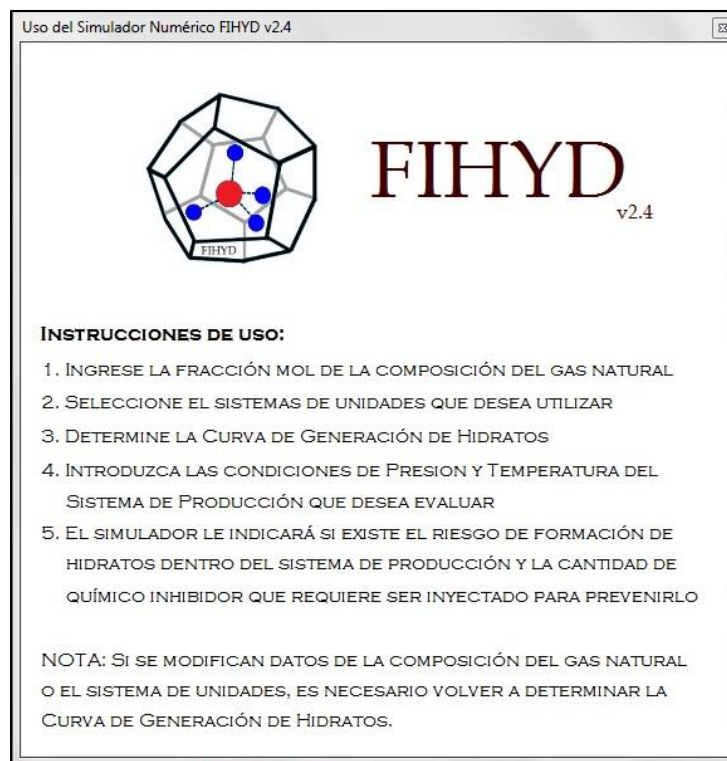 Uso del Simulador Numérico FIHYD v2.4
FIHYD
v2.4
FIHYD
INSTRUCCIONES DE USO:
1. INGRESE LA FRACCIÓN MOL DE LA COMPOSICIÓN DEL GAS NATURAL
2. SELECCIONE EL SISTEMAS DE UNIDADES QUE DESEA UTILIZAR
3. DETERMINE LA CURVA DE GENERACIÓN DE HIDRATOS
4. INTRODUZCA LAS CONDICIONES DE PRESION Y TEMPERATURA DEL
SISTEMA DE PRODUCCIÓN QUE DESEA EVALUAR
5. EL SIMULADOR LE INDICARÁ SI EXISTE EL RIESGO DE FORMACIÓN DE
HIDRATOS DENTRO DEL SISTEMA DE PRODUCCIÓN Y LA CANTIDAD DE
QUÍMICO INHIBIDOR QUE REQUIERE SER INYECTADO PARA PREVENIRLO
NOTA: SI SE MODIFICAN DATOS DE LA COMPOSICIÓN DEL GAS NATURAL
O EL SISTEMA DE UNIDADES, ES NECESARIO VOLVER A DETERMINAR LA
CURVA DE GENERACIÓN DE HIDRATOS.